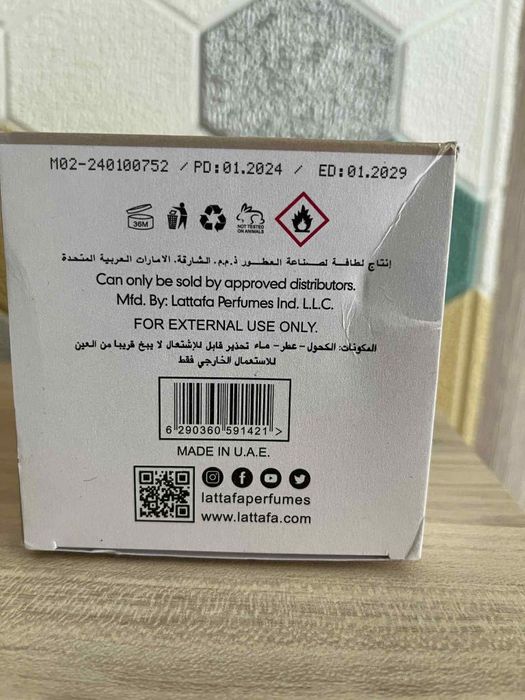 M02-240100752 / PD:01.2024 / ED:01.2029
36M
NOT TESTED
ON ANIMALS
إنتاج لطافة لصناعة العطور ذ.م.م. الشارقة. الامارات العربية المتحدة
Can only be sold by approved distributors.
Mfd. By: Lattafa Perfumes Ind. L.L.C.
FOR EXTERNAL USE ONLY.
المكونات: الكحول - عطر - ماء تحذير قابل للإشتعال لا يبخ قريبا من العين
للاستعمال الخارجي فقط
6 290360 591421 >
MADE IN U.A.E.
lattafaperfumes
www.lattafa.com